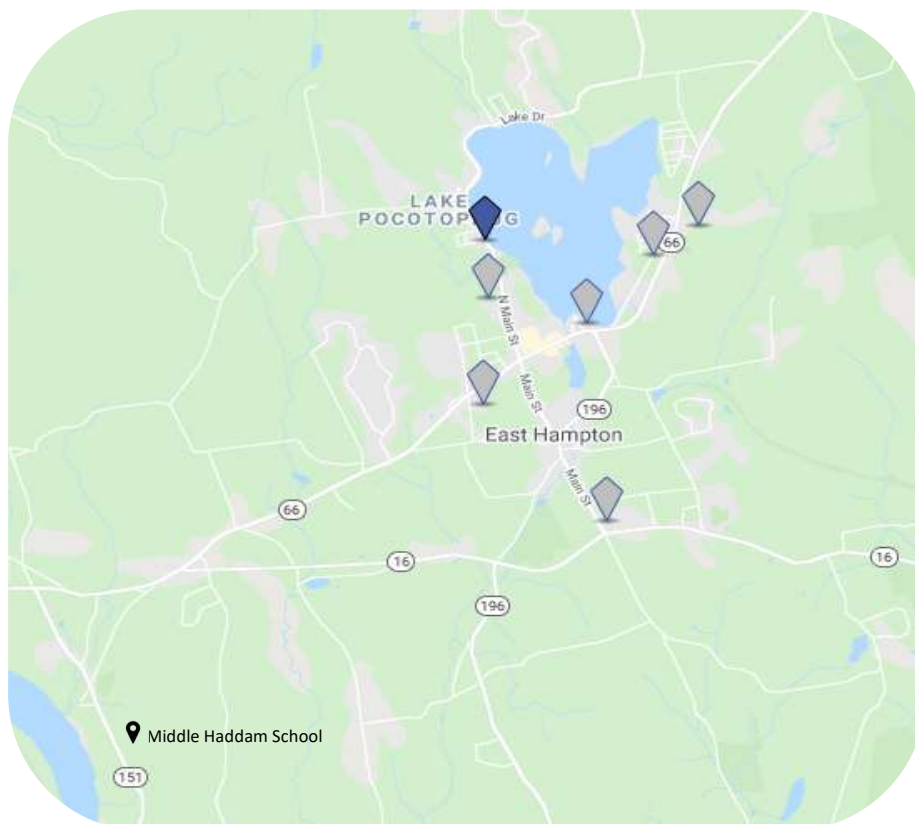 Lake Dr
LAKE
POCOTOPAUG
66
N Main St
Main St
196
East Hampton
Main St
66
16
16
196
Middle Haddam School
151